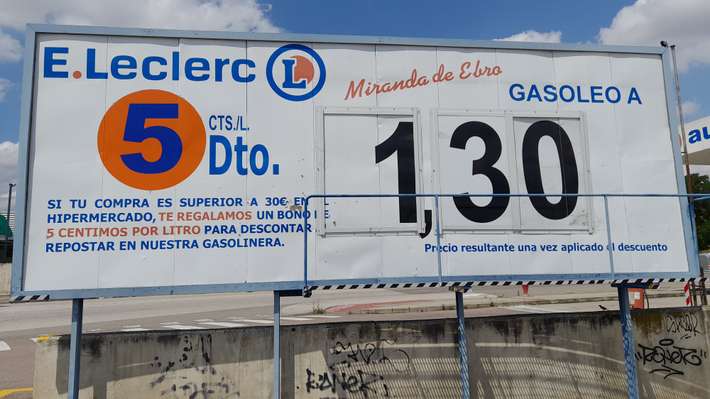 E.Leclerc L
Miranda de Ebro
GASOLEO A
5 CTS./L.
Dto.
1,30
SI TU COMPRA ES SUPERIOR A 30€ EN
HIPERMERCADO, TE REGALAMOS UN BONO DE
5 CENTIMOS POR LITRO PARA DESCONTAR
REPOSTAR EN NUESTRA GASOLINERA.
Precio resultante una vez aplicado el descuento
au